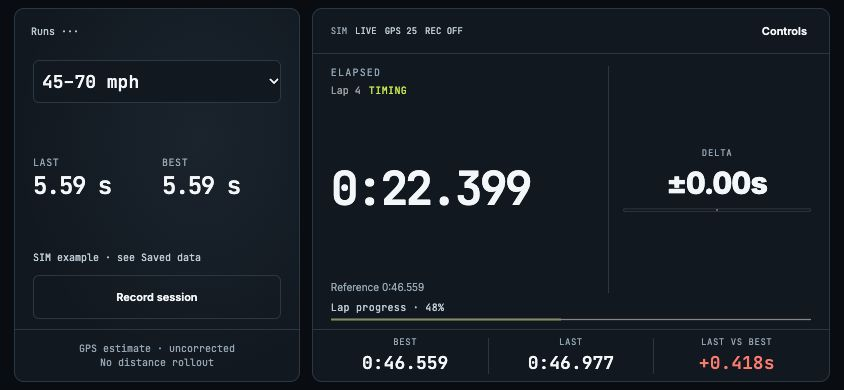 Runs ···
45–70 mph
LAST BEST
5.59 s 5.59 s
SIM example · see Saved data
Record session
GPS estimate · uncorrected
No distance rollout
SIM LIVE GPS 25 REC OFF Controls
ELAPSED
Lap 4 TIMING
0:22.399
DELTA
±0.00s
Reference 0:46.559
Lap progress · 48%
BEST LAST LAST VS BEST
0:46.559 0:46.977 +0.418s